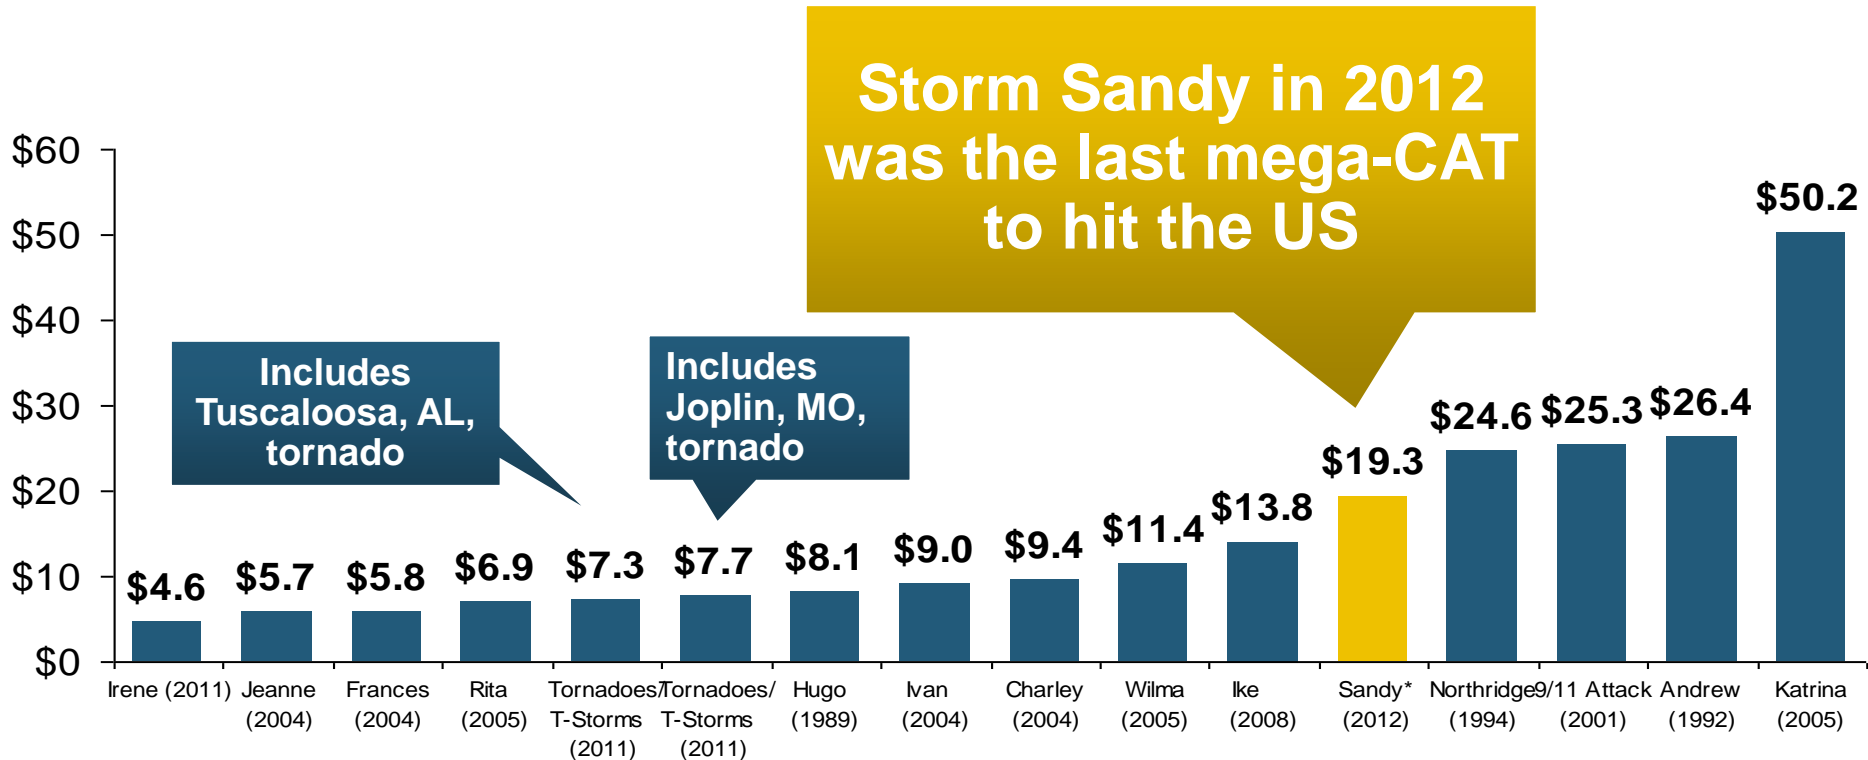 Storm Sandy in 2012
was the last mega-CAT
to hit the US
$60
$50
$40
$30
$20
$10
$0
Includes
Tuscaloosa, AL,
tornado
Includes
Joplin, MO,
tornado
$4.6
$5.7
$5.8
$6.9
$7.3
$7.7
$8.1
$9.0
$9.4
$11.4
$13.8
$19.3
$24.6
$25.3
$26.4
$50.2
Irene (2011)
Jeanne
(2004)
Frances
(2004)
Rita
(2005)
Tornadoes/
T-Storms
(2011)
Tornadoes/
T-Storms
(2011)
Hugo
(1989)
Ivan
(2004)
Charley
(2004)
Wilma
(2005)
Ike
(2008)
Sandy*
(2012)
Northridge
(1994)
9/11 Attack
(2001)
Andrew
(1992)
Katrina
(2005)